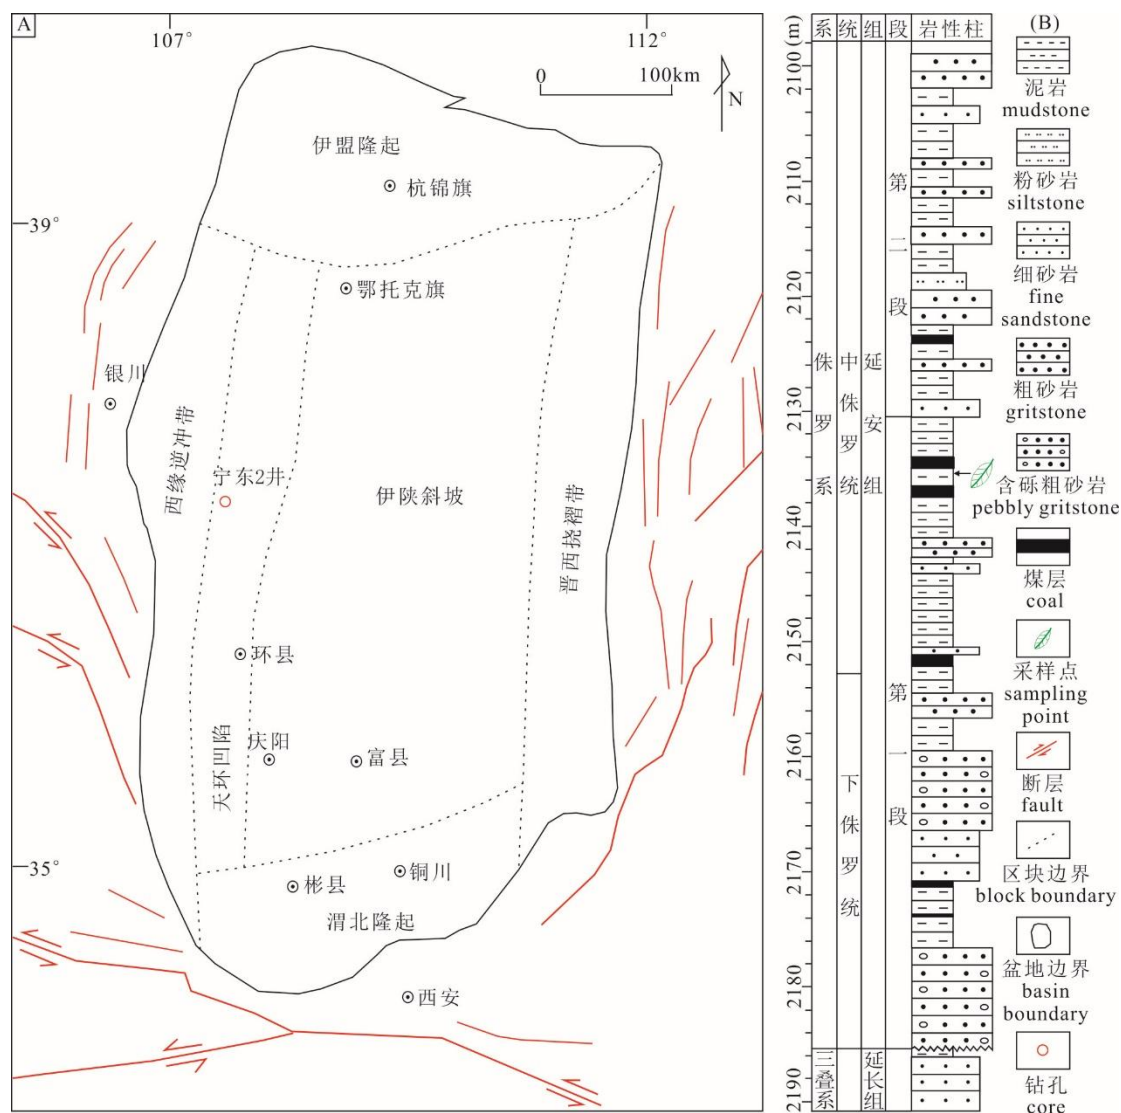 A
107°
112°
0
100km
N
伊盟隆起
杭锦旗
39°
鄂托克旗
银川
西缘逆冲带
宁东2井
伊陕斜坡
晋西挠褶带
环县
天环凹陷
庆阳
富县
35°
铜川
彬县
渭北隆起
西安
系
统
组
段
岩性柱
(m)
2100
2110
2120
2130
2140
2150
2160
2170
2180
2190
侏罗系
中侏罗统
下侏罗统
延安组
第二段
第一段
三叠系
延长组
(B)
泥岩
mudstone
粉砂岩
siltstone
细砂岩
fine
sandstone
粗砂岩
gritstone
含砾粗砂岩
pebbly gritstone
煤层
coal
采样点
sampling
point
断层
fault
区块边界
block boundary
盆地边界
basin
boundary
钻孔
core